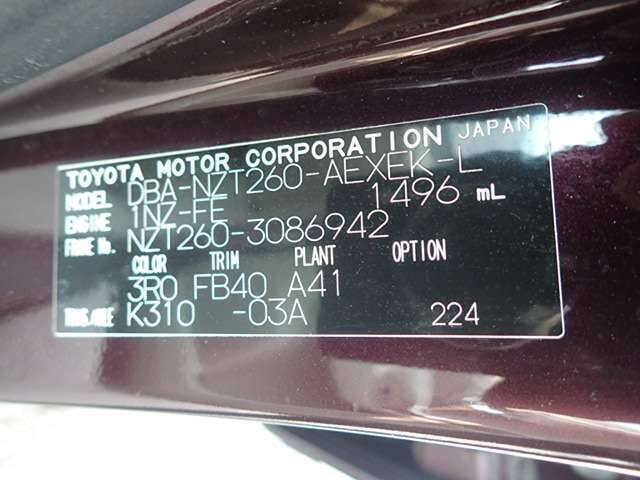 TOYOTA MOTOR CORPORATION JAPAN
MODEL DBA-NZT260-AEXEK-L
ENGINE 1NZ-FE 1496 mL
FRAME No. NZT260-3086942
COLOR TRIM PLANT OPTION
3R0 FB40 A41
TRANS.AXLE K310 -03A 224